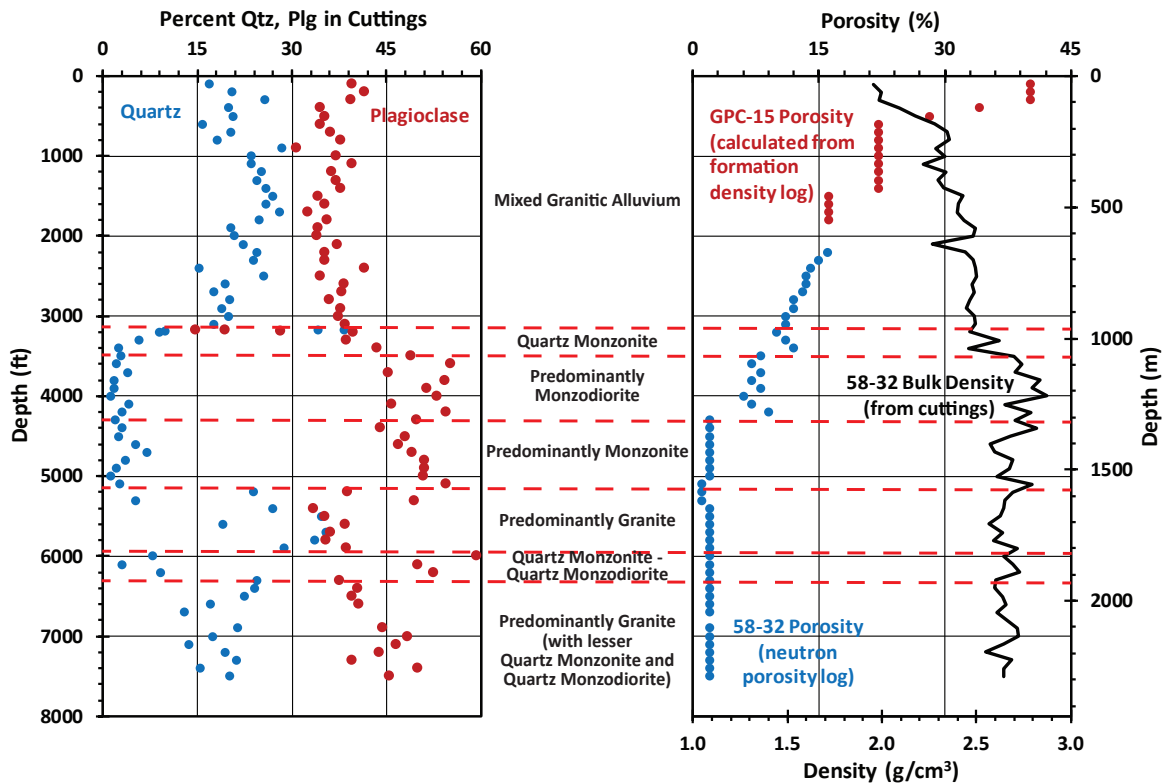 Percent Qtz, Plg in Cuttings
0 15 30 45 60
Depth (ft)
0
1000
2000
3000
4000
5000
6000
7000
8000
Quartz
Plagioclase
Mixed Granitic Alluvium
Quartz Monzonite
Predominantly
Monzodiorite
Predominantly Monzonite
Predominantly Granite
Quartz Monzonite -
Quartz Monzodiorite
Predominantly Granite
(with lesser
Quartz Monzonite and
Quartz Monzodiorite)
Porosity (%)
0 15 30 45
GPC-15 Porosity
(calculated from
formation
density log)
58-32 Bulk Density
(from cuttings)
58-32 Porosity
(neutron
porosity log)
0
500
1000
1500
2000
Depth (m)
1.0 1.5 2.0 2.5 3.0
Density (g/cm³)